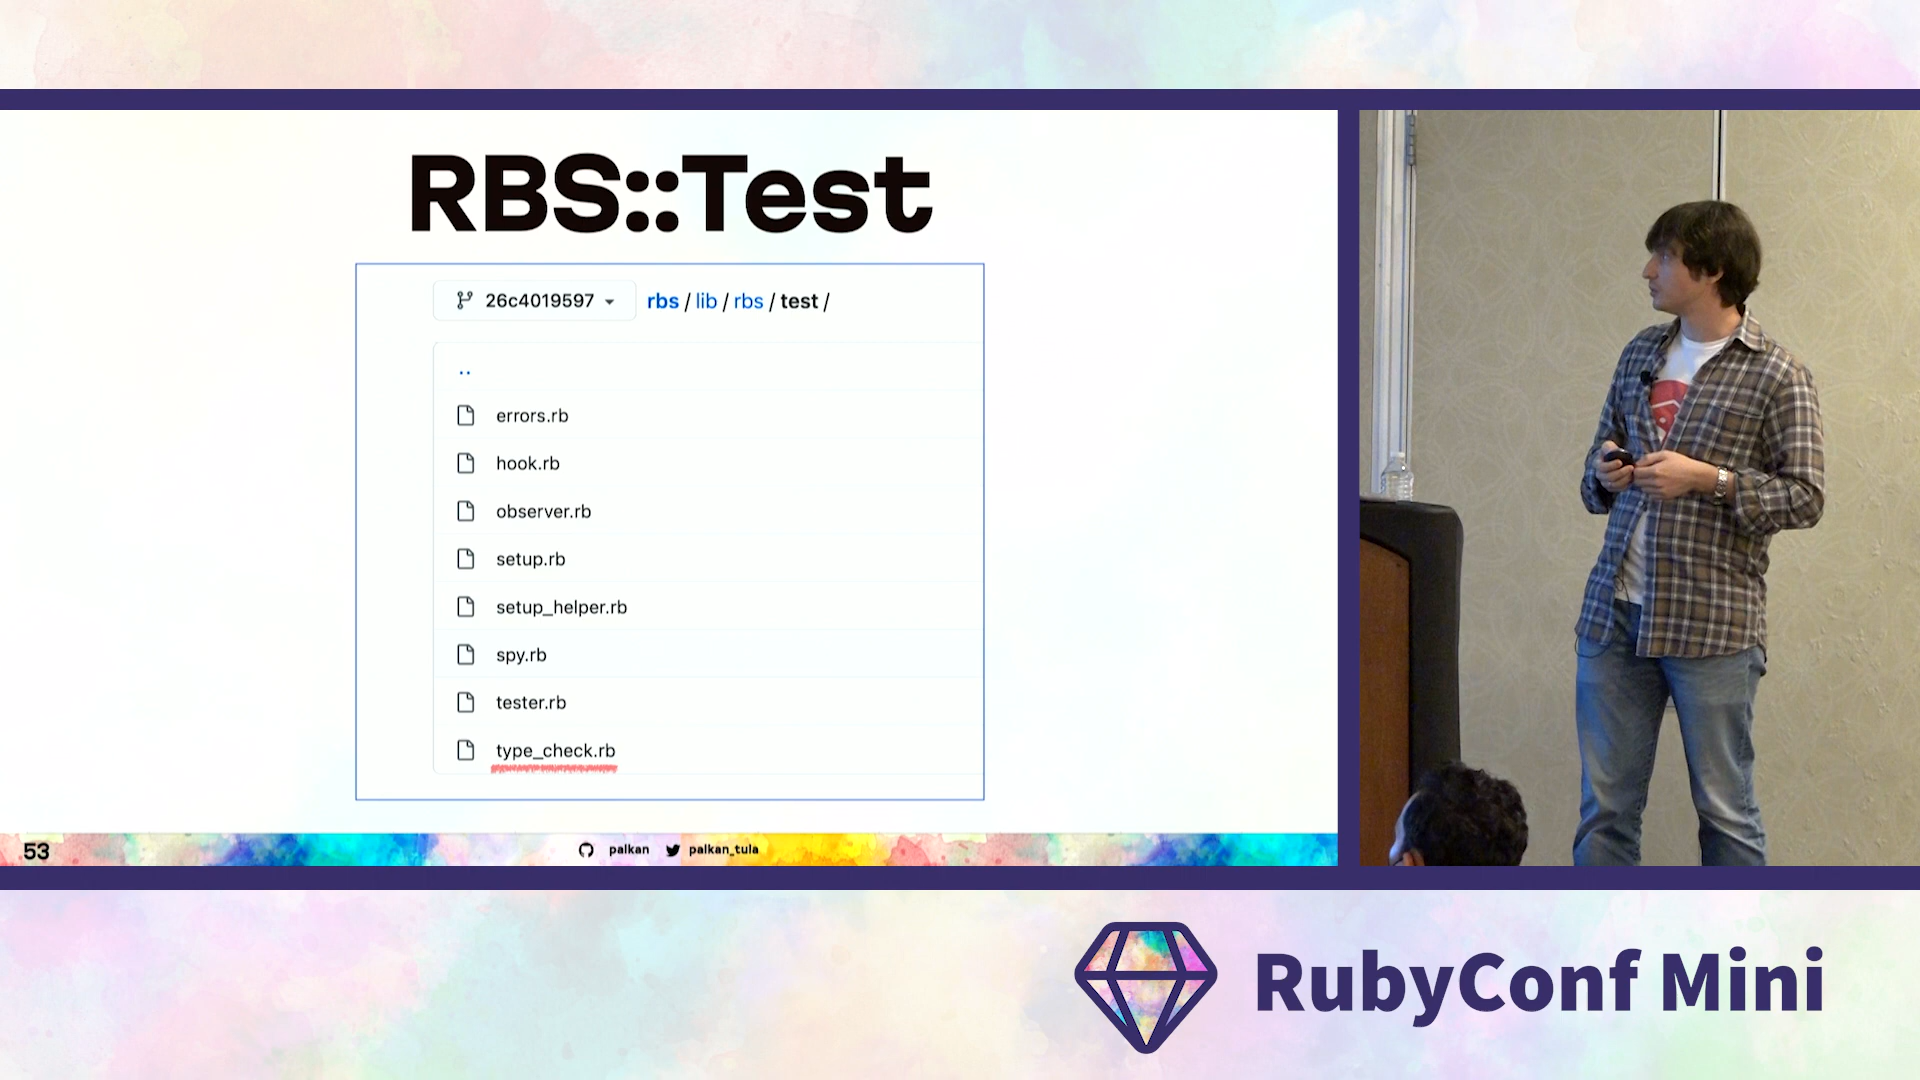 RBS::Test
26c4019597 rbs / lib / rbs / test /
..
errors.rb
hook.rb
observer.rb
setup.rb
setup_helper.rb
spy.rb
tester.rb
type_check.rb
53 palkan palkan_tula
RubyConf Mini